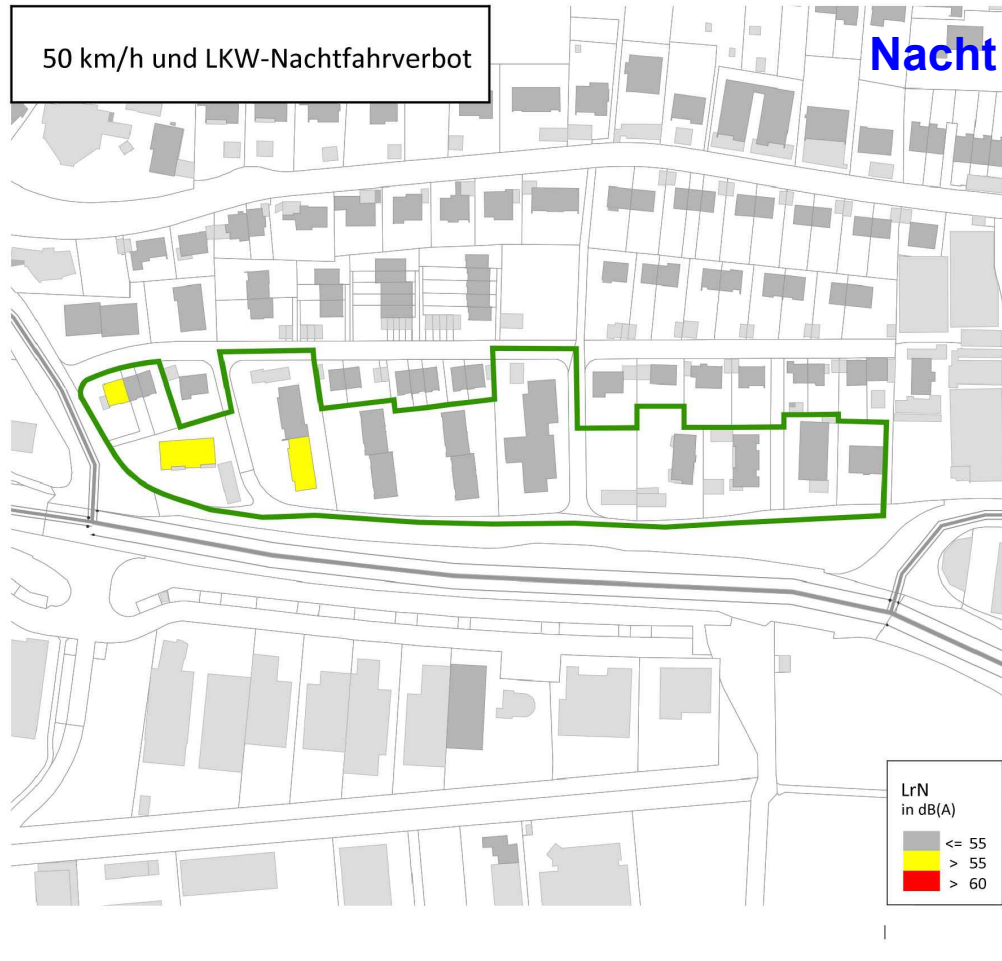 50 km/h und LKW-Nachtfahrverbot
Nacht
LrN
in dB(A)
<= 55
> 55
> 60